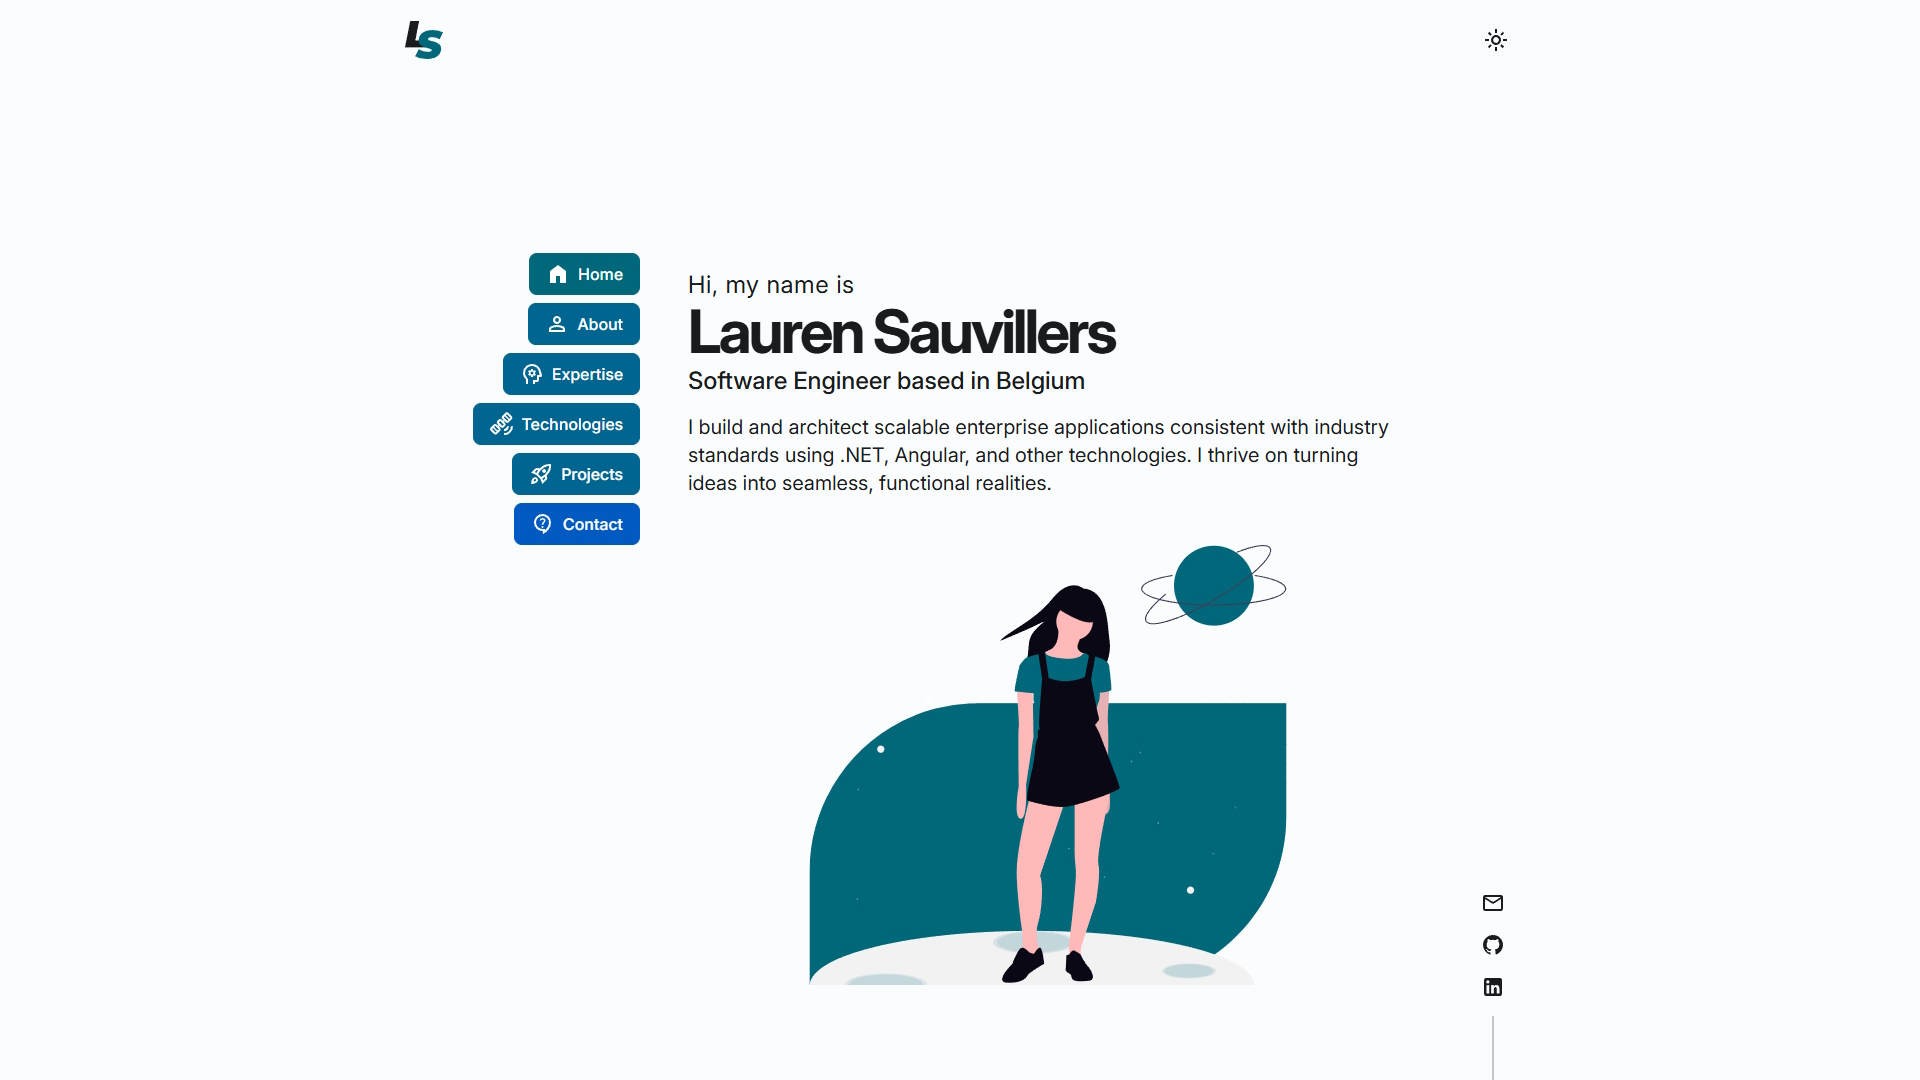 LS
Home
About
Expertise
Technologies
Projects
Contact
Hi, my name is
Lauren Sauvillers
Software Engineer based in Belgium
I build and architect scalable enterprise applications consistent with industry
standards using .NET, Angular, and other technologies. I thrive on turning
ideas into seamless, functional realities.
in